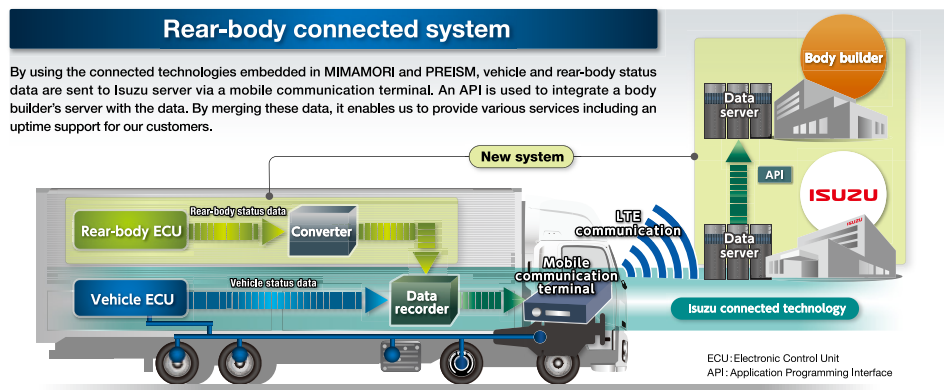 Rear-body connected system
By using the connected technologies embedded in MIMAMORI and PREISM, vehicle and rear-body status
data are sent to Isuzu server via a mobile communication terminal. An API is used to integrate a body
builder's server with the data. By merging these data, it enables us to provide various services including an
uptime support for our customers.
Body builder
Data
server
New system
API
ISUZU
ISUZU
Rear-body ECU
Rear-body status data
Converter
LTE
communication
Data
server
Vehicle ECU
Vehicle status data
Data
recorder
Mobile
communication
terminal
Isuzu connected technology
ECU: Electronic Control Unit
API: Application Programming Interface